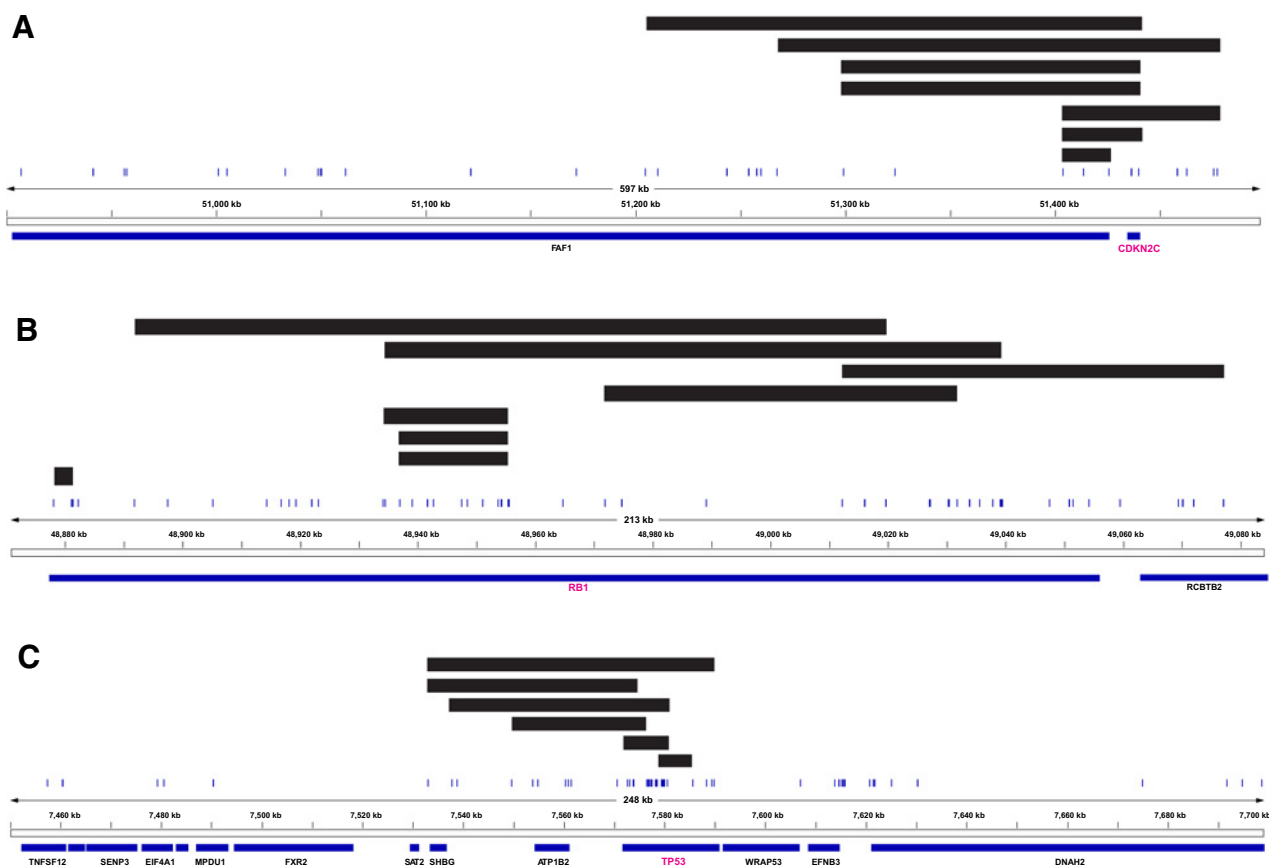 A
597 kb
51,000 kb 51,100 kb 51,200 kb 51,300 kb 51,400 kb
FAF1 CDKN2C
B
213 kb
48,880 kb 48,900 kb 48,920 kb 48,940 kb 48,960 kb 48,980 kb 49,000 kb 49,020 kb 49,040 kb 49,060 kb 49,080 kb
RB1 RCBTB2
C
248 kb
7,460 kb 7,480 kb 7,500 kb 7,520 kb 7,540 kb 7,560 kb 7,580 kb 7,600 kb 7,620 kb 7,640 kb 7,660 kb 7,680 kb 7,700 kb
TNFSF12 SENP3 EIF4A1 MPDU1 FXR2 SAT2 SHBG ATP1B2 TP53 WRAP53 EFNB3 DNAH2